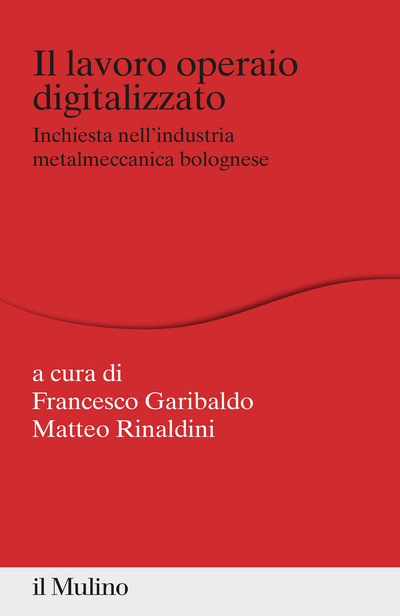 Il lavoro operaio
digitalizzato
Inchiesta nell’industria
metalmeccanica bolognese
a cura di
Francesco Garibaldo
Matteo Rinaldini
il Mulino